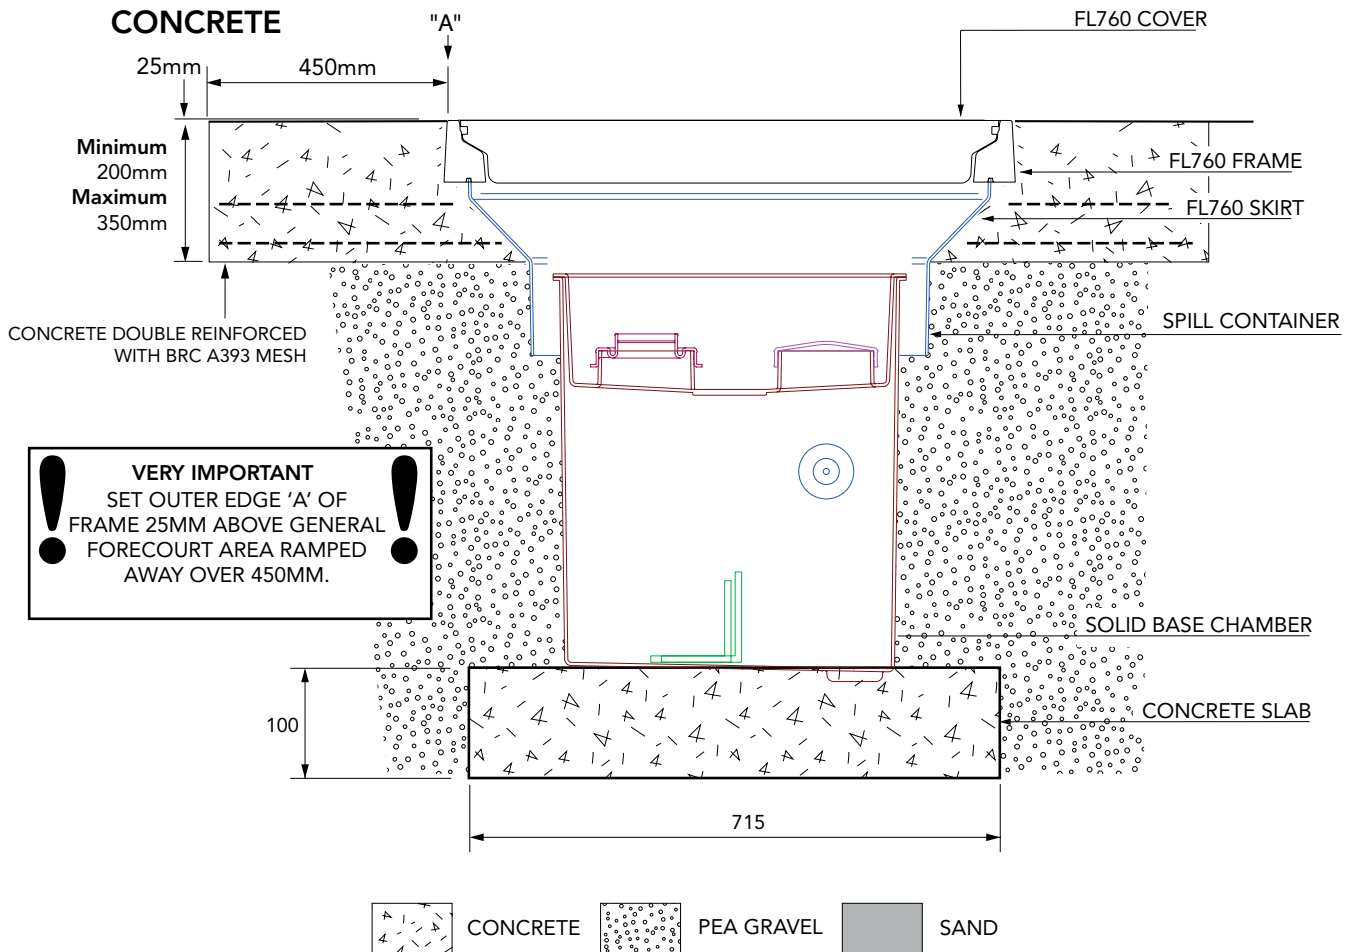 CONCRETE
"A"
FL760 COVER
25mm
450mm
Minimum
200mm
Maximum
350mm
FL760 FRAME
FL760 SKIRT
CONCRETE DOUBLE REINFORCED
WITH BRC A393 MESH
SPILL CONTAINER
VERY IMPORTANT
SET OUTER EDGE ‘A’ OF
FRAME 25MM ABOVE GENERAL
FORECOURT AREA RAMPED
AWAY OVER 450MM.
SOLID BASE CHAMBER
100
CONCRETE SLAB
715
CONCRETE
PEA GRAVEL
SAND